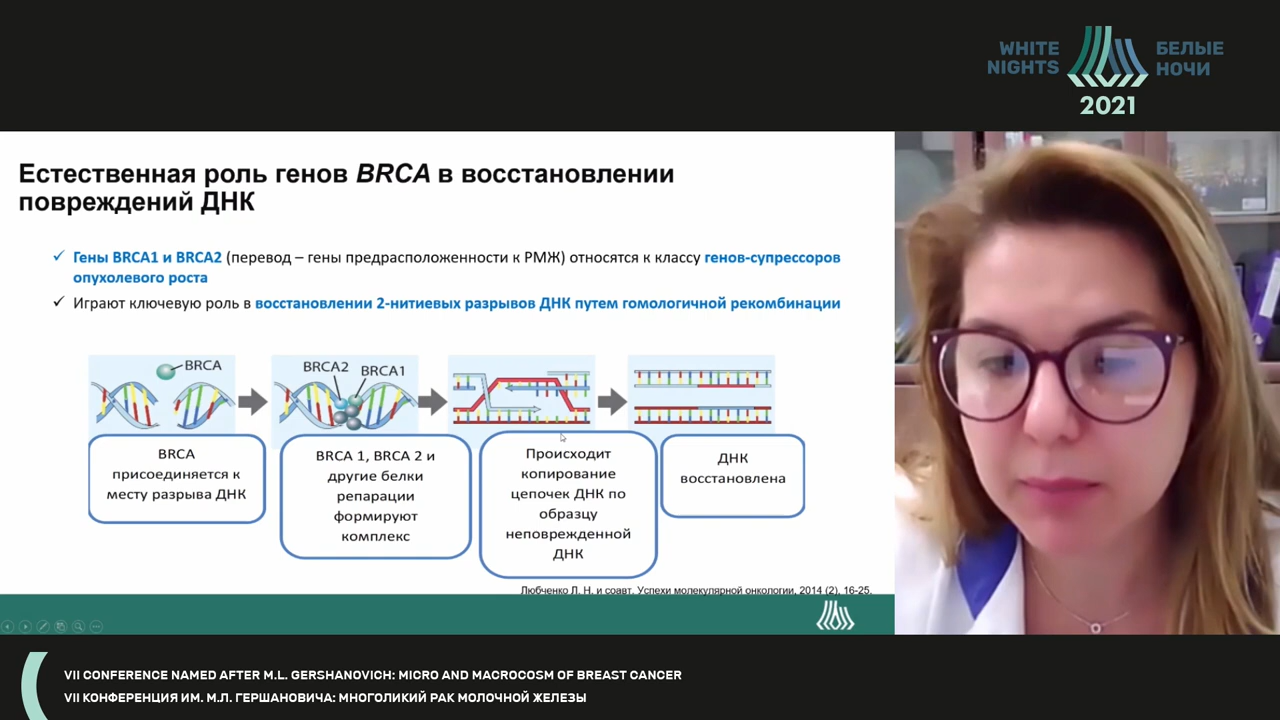 WHITE
NIGHTS
БЕЛЫЕ
НОЧИ
2021
Естественная роль генов BRCA в восстановлении
повреждений ДНК
✓ Гены BRCA1 и BRCA2 (перевод – гены предрасположенности к РМЖ) относятся к классу генов-супрессоров
опухолевого роста
✓ Играют ключевую роль в восстановлении 2-нитиевых разрывов ДНК путем гомологичной рекомбинации
BRCA
BRCA2
BRCA1
BRCA
присоединяется к
месту разрыва ДНК
BRCA 1, BRCA 2 и
другие белки
репарации
формируют
комплекс
Происходит
копирование
цепочек ДНК по
образцу
неповрежденной
ДНК
ДНК
восстановлена
Любченко Л. Н. и соавт. Успехи молекулярной онкологии, 2014 (2), 16-25.
VII CONFERENCE NAMED AFTER M.L. GERSHANOVICH: MICRO AND MACROCOSM OF BREAST CANCER
VII КОНФЕРЕНЦИЯ ИМ. М.Л. ГЕРШАНОВИЧА: МНОГОЛИКИЙ РАК МОЛОЧНОЙ ЖЕЛЕЗЫ